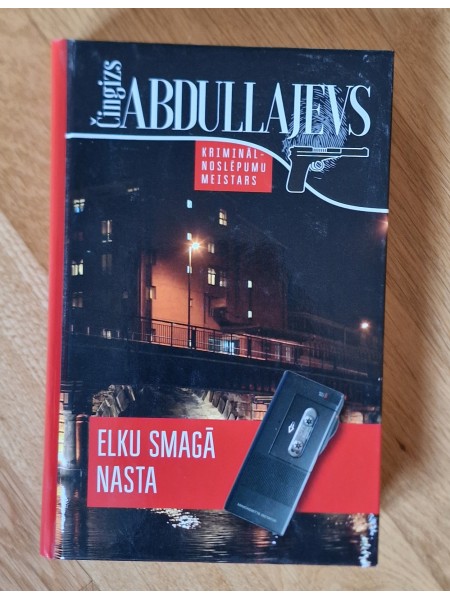 Čingizs
ABDULLAJEVS
KRIMINĀL-
NOSLĒPUMU
MEISTARS
ELKU SMAGĀ
NASTA